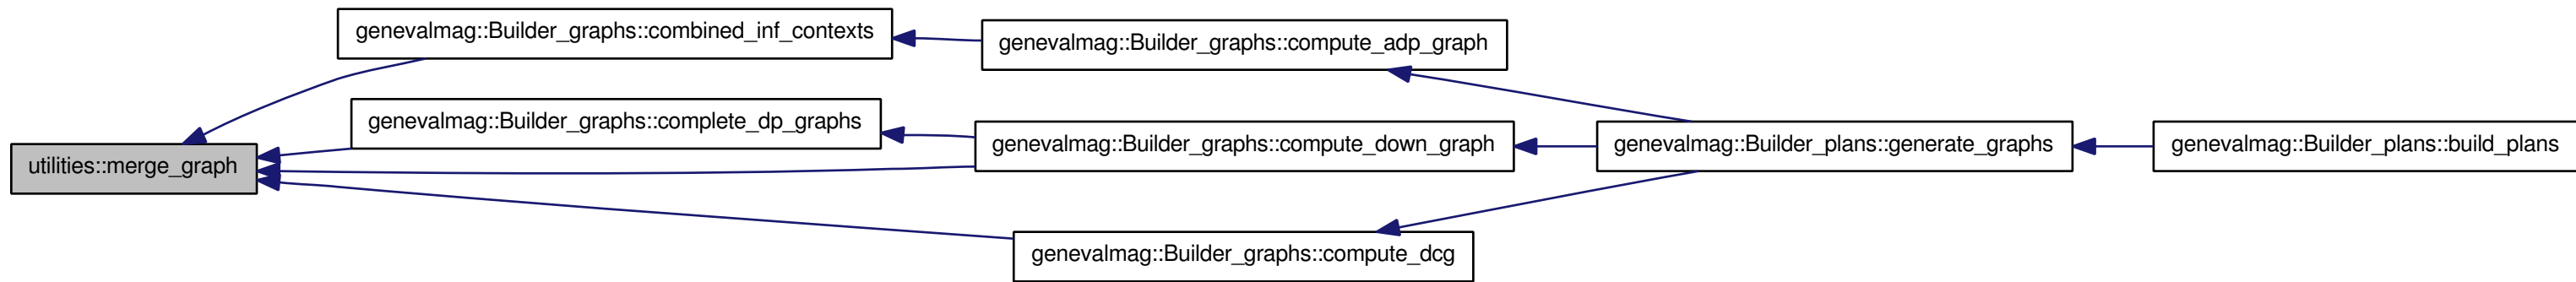 genevalmag::Builder_graphs::combined_inf_contexts
genevalmag::Builder_graphs::compute_adp_graph
genevalmag::Builder_graphs::complete_dp_graphs
utilities::merge_graph
genevalmag::Builder_graphs::compute_down_graph
genevalmag::Builder_plans::generate_graphs
genevalmag::Builder_plans::build_plans
genevalmag::Builder_graphs::compute_dcg